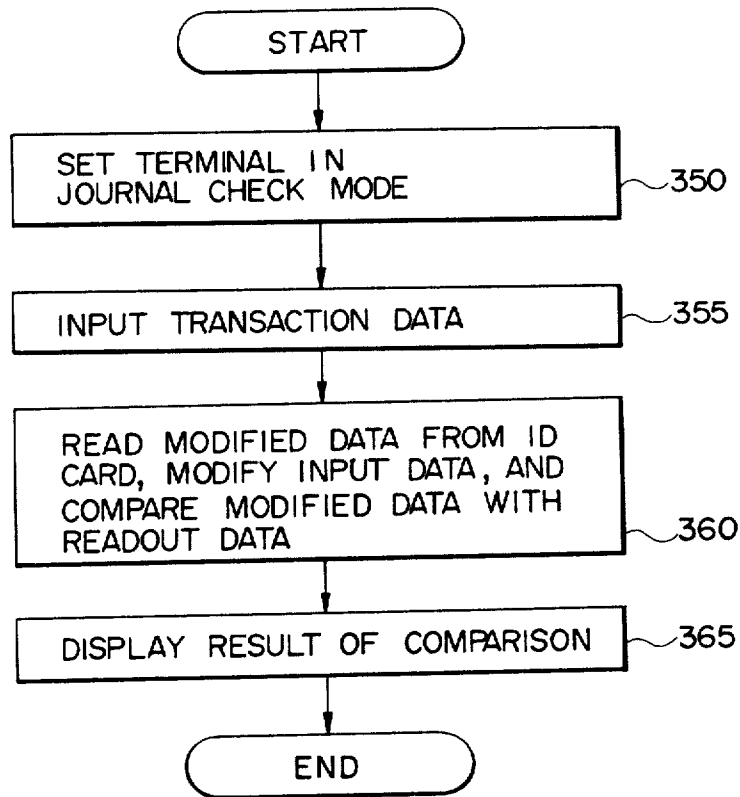 START
SET TERMINAL IN
JOURNAL CHECK MODE
350
INPUT TRANSACTION DATA
355
READ MODIFIED DATA FROM ID
CARD, MODIFY INPUT DATA, AND
COMPARE MODIFIED DATA WITH
READOUT DATA
360
DISPLAY RESULT OF COMPARISON
365
END